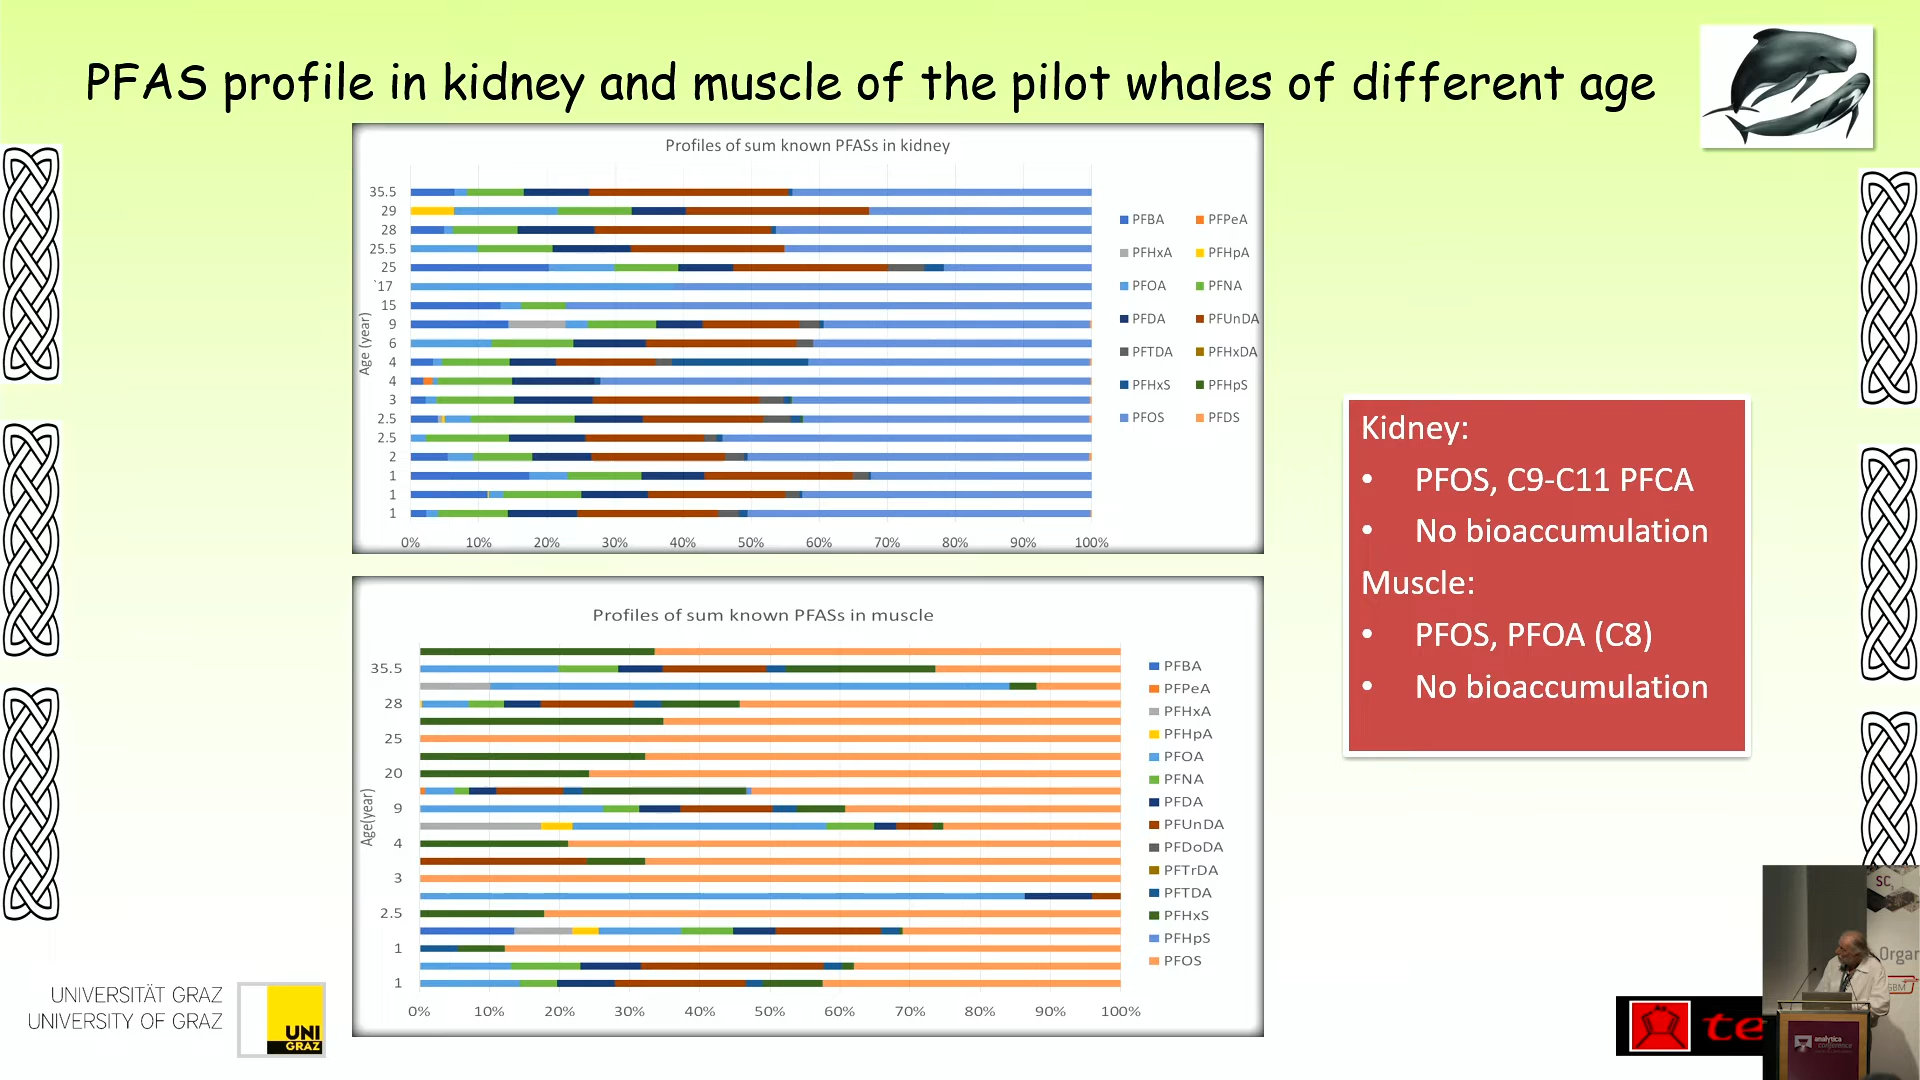 PFAS profile in kidney and muscle of the pilot whales of different age
Profiles of sum known PFASs in kidney
Age (year)
35.5
29
28
25.5
25
`17
15
9
6
4
4
3
2.5
2.5
2
1
1
1
0% 10% 20% 30% 40% 50% 60% 70% 80% 90% 100%
PFBA PFPeA
PFHxA PFHpA
PFOA PFNA
PFDA PFUnDA
PFTDA PFHxDA
PFHxS PFHpS
PFOS PFDS
Profiles of sum known PFASs in muscle
Age(year)
35.5
28
25
20
9
4
3
2.5
1
1
0% 10% 20% 30% 40% 50% 60% 70% 80% 90% 100%
PFBA
PFPeA
PFHxA
PFHpA
PFOA
PFNA
PFDA
PFUnDA
PFDoDA
PFTrDA
PFTDA
PFHxS
PFHpS
PFOS
Kidney:
• PFOS, C9-C11 PFCA
• No bioaccumulation
Muscle:
• PFOS, PFOA (C8)
• No bioaccumulation
UNIVERSITÄT GRAZ
UNIVERSITY OF GRAZ
UNI
GRAZ
te
SC
Organ
GBM
analytica
conference